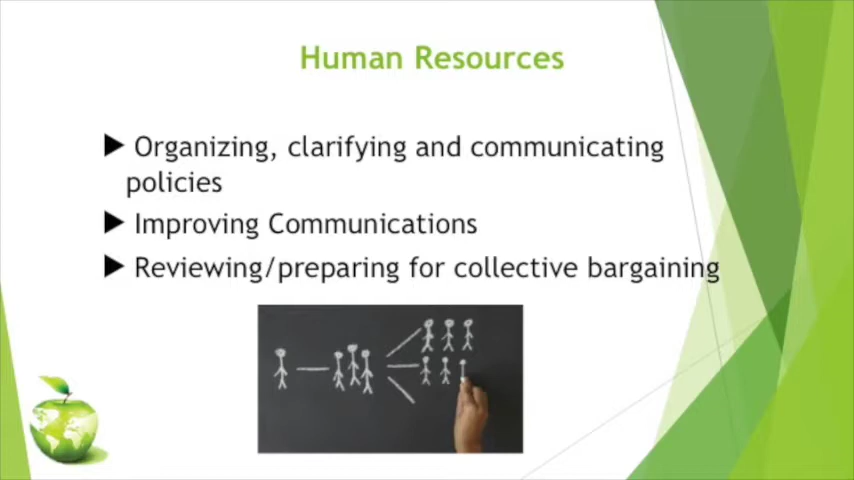 Human Resources
Organizing, clarifying and communicating
policies
Improving Communications
Reviewing/preparing for collective bargaining